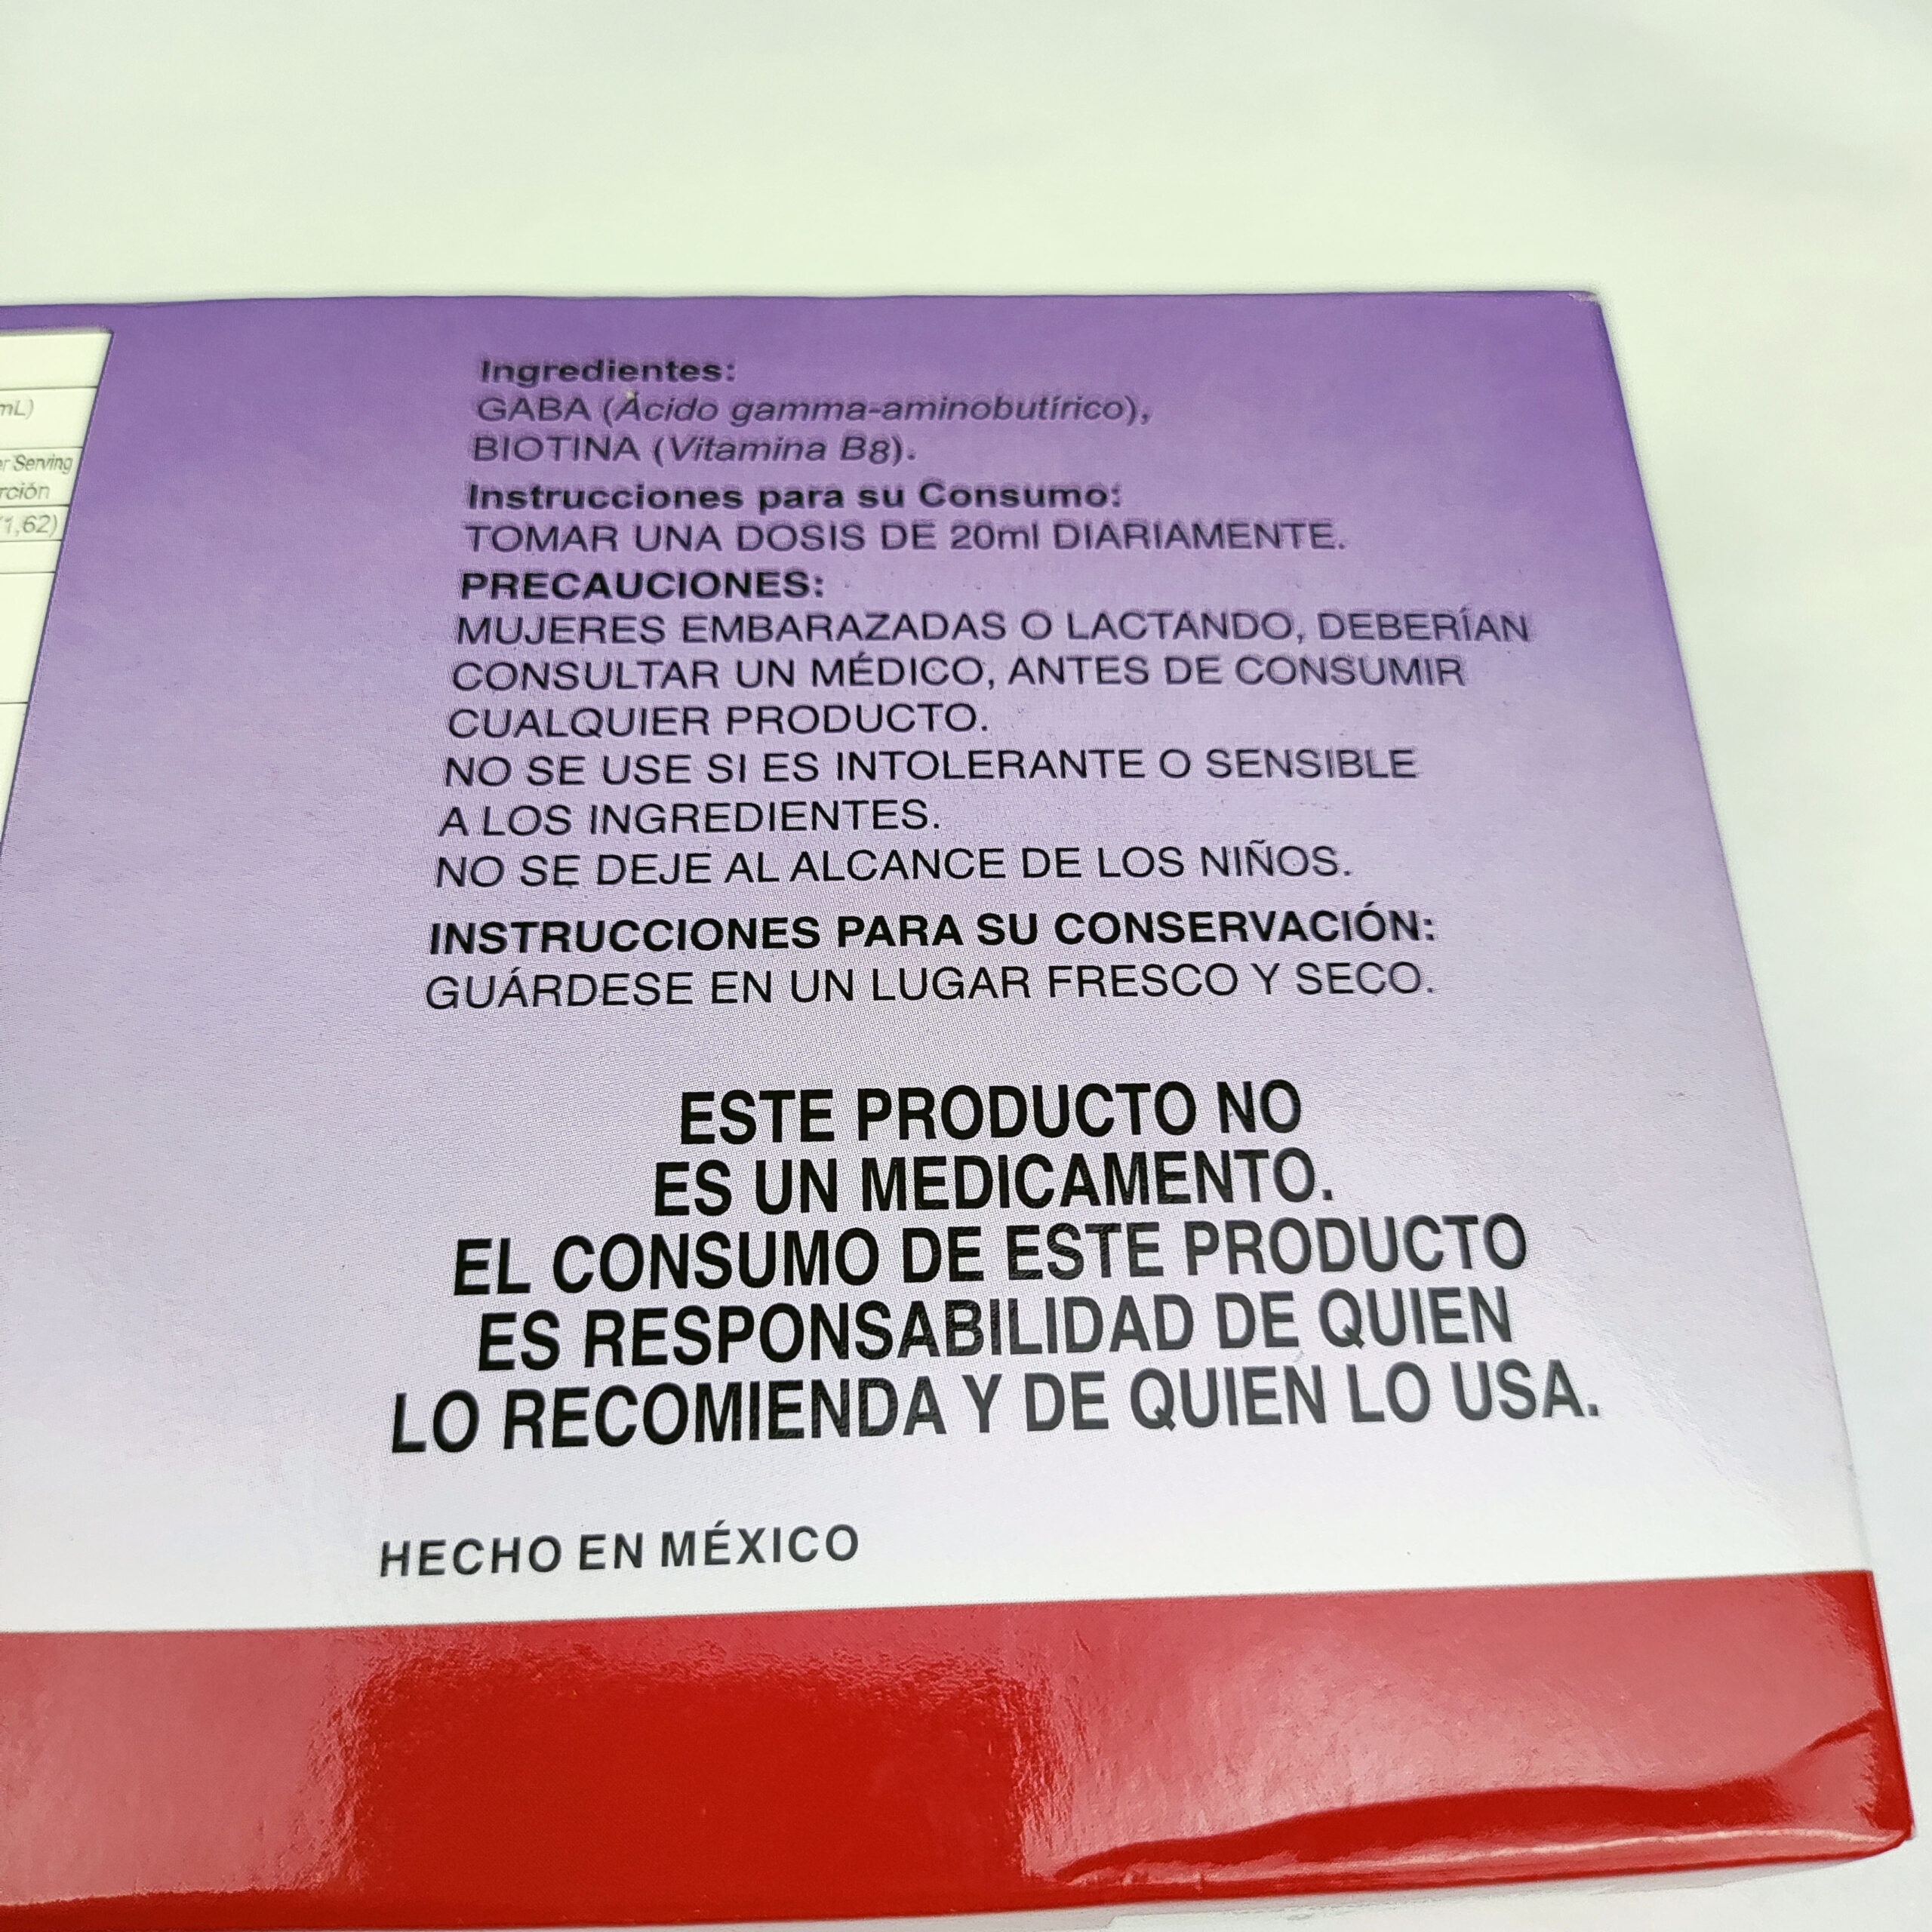 mL)
Serving
1,62)
Ingredientes:
GABA (Ácido gamma-aminobutírico),
BIOTINA (Vitamina B8).
Instrucciones para su Consumo:
TOMAR UNA DOSIS DE 20ml DIARIAMENTE.
PRECAUCIONES:
MUJERES EMBARAZADAS O LACTANDO, DEBERÍAN
CONSULTAR UN MÉDICO, ANTES DE CONSUMIR
CUALQUIER PRODUCTO.
NO SE USE SI ES INTOLERANTE O SENSIBLE
A LOS INGREDIENTES.
NO SE DEJE AL ALCANCE DE LOS NIÑOS.
INSTRUCCIONES PARA SU CONSERVACIÓN:
GUÁRDESE EN UN LUGAR FRESCO Y SECO.
ESTE PRODUCTO NO
ES UN MEDICAMENTO.
EL CONSUMO DE ESTE PRODUCTO
ES RESPONSABILIDAD DE QUIEN
LO RECOMIENDA Y DE QUIEN LO USA.
HECHO EN MÉXICO